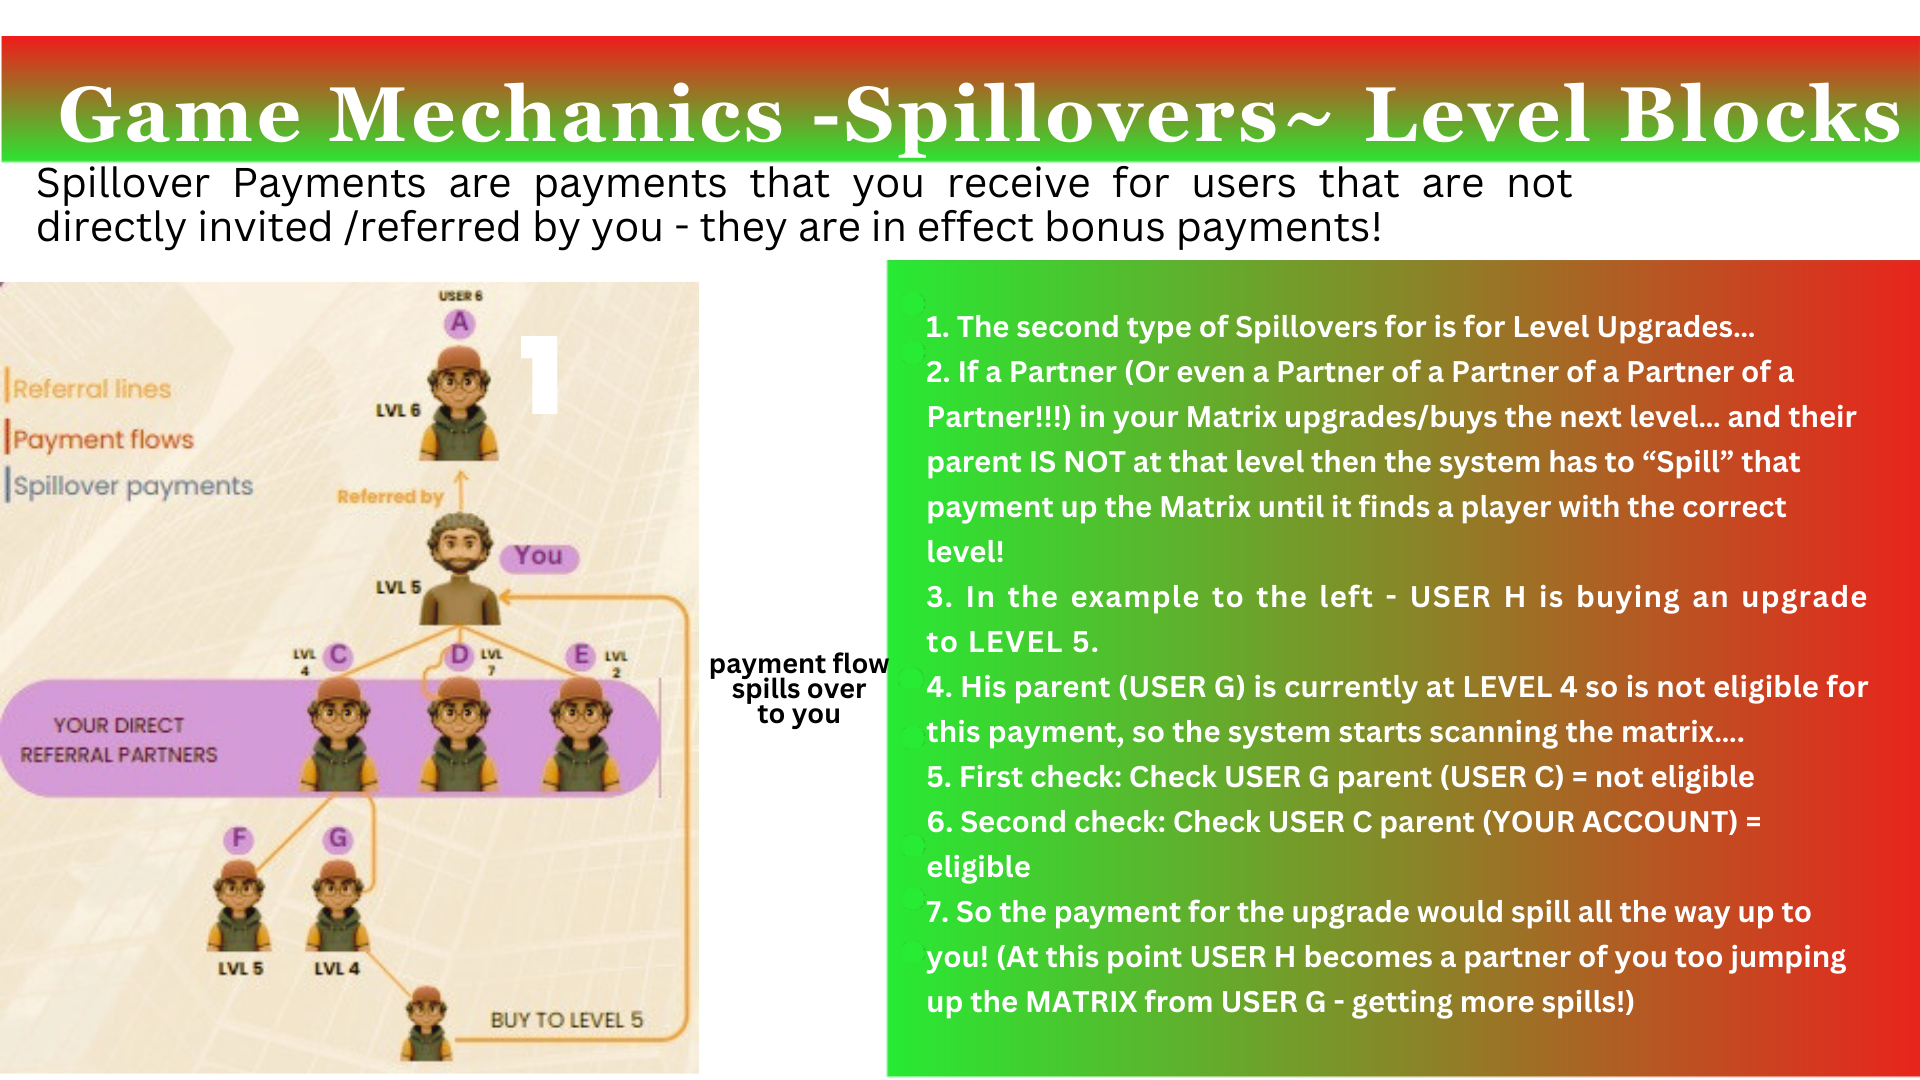 Game Mechanics -Spillovers~ Level Blocks
Spillover Payments are payments that you receive for users that are not
directly invited /referred by you - they are in effect bonus payments!
USER 6
A
1
Referral lines
Payment flows
Spillover payments
LVL 6
Referred by
You
LVL 5
LVL 4
C
D
LVL 7
E
LVL 2
YOUR DIRECT
REFERRAL PARTNERS
F
G
LVL 5
LVL 4
BUY TO LEVEL 5
payment flow
spills over
to you
1. The second type of Spillovers for is for Level Upgrades...
2. If a Partner (Or even a Partner of a Partner of a Partner of a
Partner!!!) in your Matrix upgrades/buys the next level... and their
parent IS NOT at that level then the system has to “Spill” that
payment up the Matrix until it finds a player with the correct
level!
3. In the example to the left - USER H is buying an upgrade
to LEVEL 5.
4. His parent (USER G) is currently at LEVEL 4 so is not eligible for
this payment, so the system starts scanning the matrix....
5. First check: Check USER G parent (USER C) = not eligible
6. Second check: Check USER C parent (YOUR ACCOUNT) =
eligible
7. So the payment for the upgrade would spill all the way up to
you! (At this point USER H becomes a partner of you too jumping
up the MATRIX from USER G - getting more spills!)